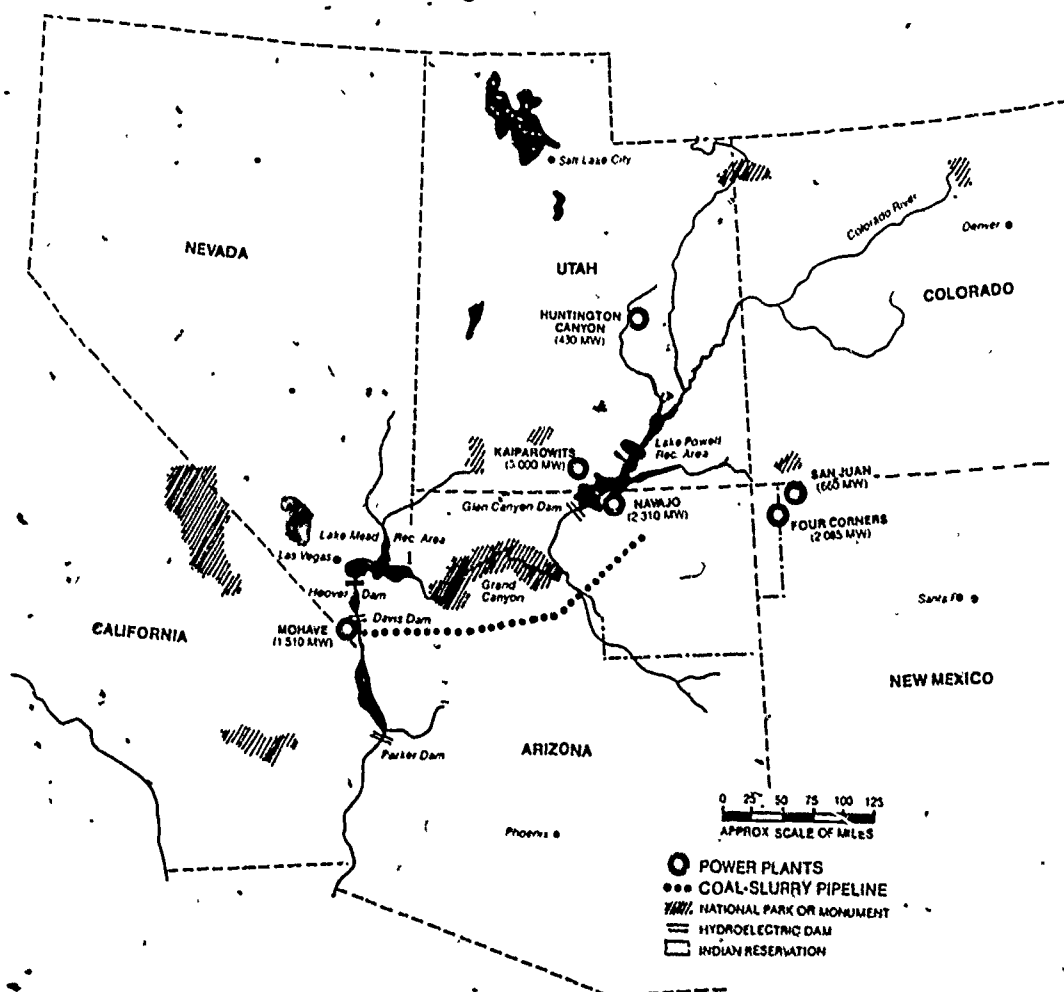 Salt Lake City
NEVADA
UTAH
Colorado River
Denver
COLORADO
HUNTINGTON
CANYON
(430 MW)
KAIPAROWITS
(3 000 MW)
Lake Powell
Rec. Area
SAN JUAN
(660 MW)
Glen Canyon Dam
NAVAJO
(2 310 MW)
FOUR CORNERS
(2 085 MW)
Lake Mead Rec. Area
Las Vegas
Hoover Dam
Grand
Canyon
Davis Dam
MOHAVE
(1 510 MW)
CALIFORNIA
Santa Fe
NEW MEXICO
Parker Dam
ARIZONA
Phoenix
0 25 50 75 100 125
APPROX SCALE OF MILES
POWER PLANTS
COAL-SLURRY PIPELINE
NATIONAL PARK OR MONUMENT
HYDROELECTRIC DAM
INDIAN RESERVATION